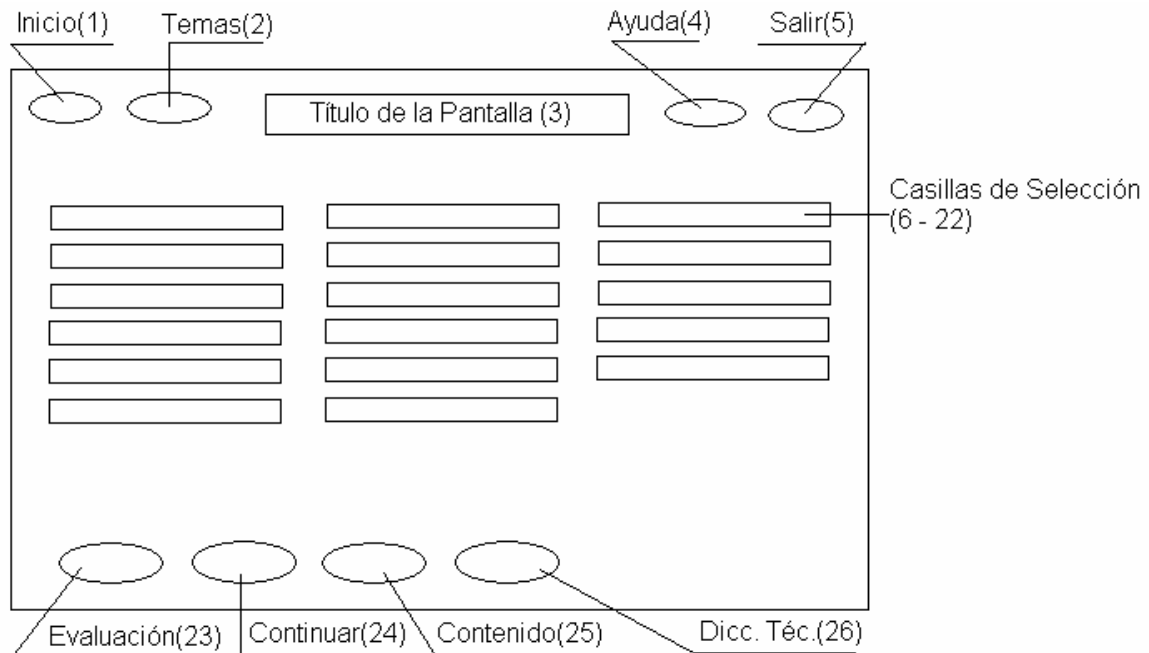 Inicio(1)
Temas(2)
Ayuda(4)
Salir(5)
Título de la Pantalla (3)
Casillas de Selección
(6 - 22)
Evaluación(23)
Continuar(24)
Contenido(25)
Dicc. Téc.(26)